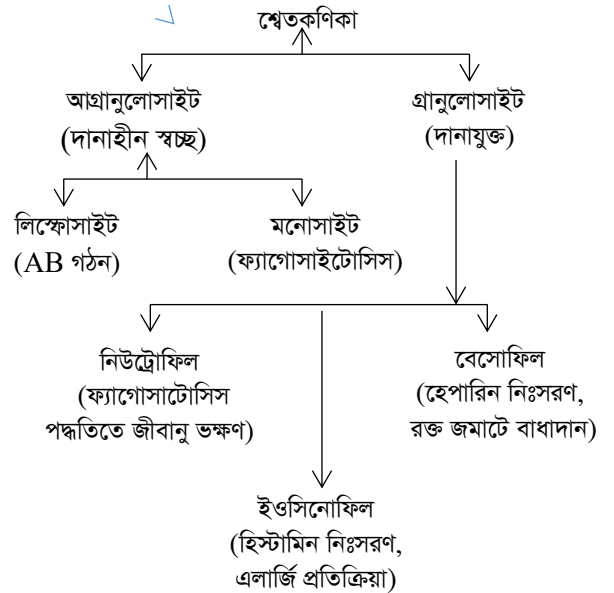 শ্বেতকণিকা
আগ্রানুলোসাইট
(দানাহীন স্বচ্ছ)
গ্রানুলোসাইট
(দানাযুক্ত)
লিম্ফোসাইট
(AB গঠন)
মনোসাইট
(ফ্যাগোসাইটোসিস)
নিউট্রোফিল
(ফ্যাগোসাটোসিস
পদ্ধতিতে জীবানু ভক্ষণ)
বেসোফিল
(হেপারিন নিঃসরণ,
রক্ত জমাটে বাধাদান)
ইওসিনোফিল
(হিস্টামিন নিঃসরণ,
এলার্জি প্রতিক্রিয়া)